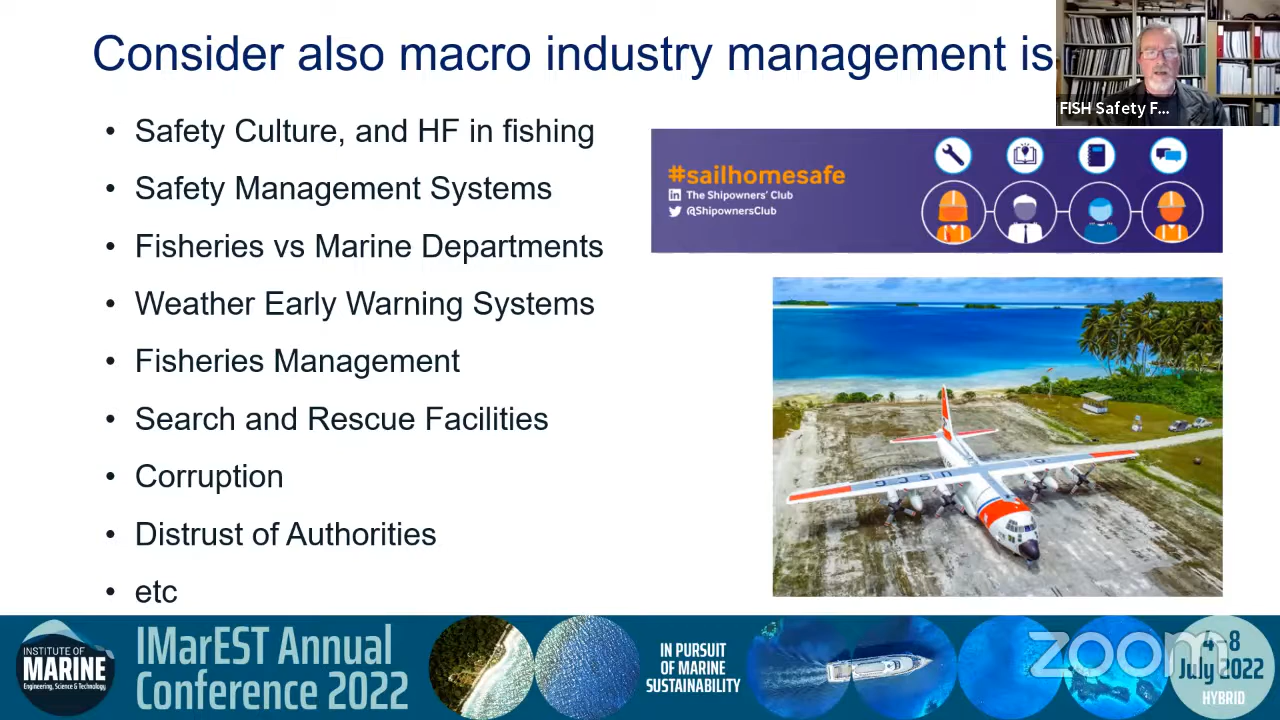 Consider also macro industry management is
FISH Safety F...
• Safety Culture, and HF in fishing
• Safety Management Systems
• Fisheries vs Marine Departments
• Weather Early Warning Systems
• Fisheries Management
• Search and Rescue Facilities
• Corruption
• Distrust of Authorities
• etc
#sailhomesafe
The Shipowners' Club
@ShipownersClub
USCG
INSTITUTE OF
MARINE
Engineering, Science & Technology
IMarEST Annual
Conference 2022
IN PURSUIT
OF MARINE
SUSTAINABILITY
zoom
4-8
July 2022
HYBRID